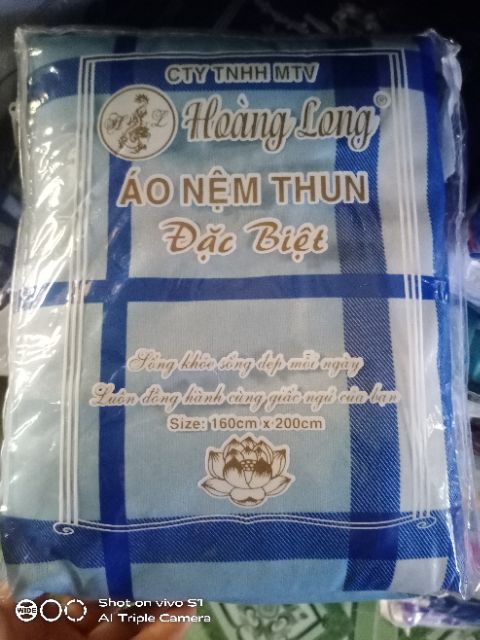 CTY TNHH MTV
H L Hoàng Long®
ÁO NỆM THUN
Đặc Biệt
Sống khỏe sống đẹp mỗi ngày
Luôn đồng hành cùng giấc ngủ của bạn
Size: 160cm x 200cm
WIDE Shot on vivo S1
AI Triple Camera